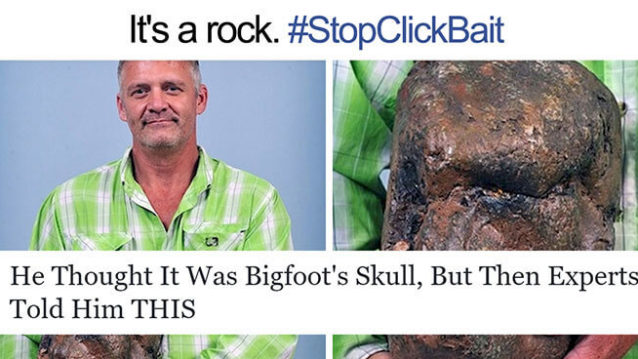 It's a rock. #StopClickBait
He Thought It Was Bigfoot's Skull, But Then Experts
Told Him THIS